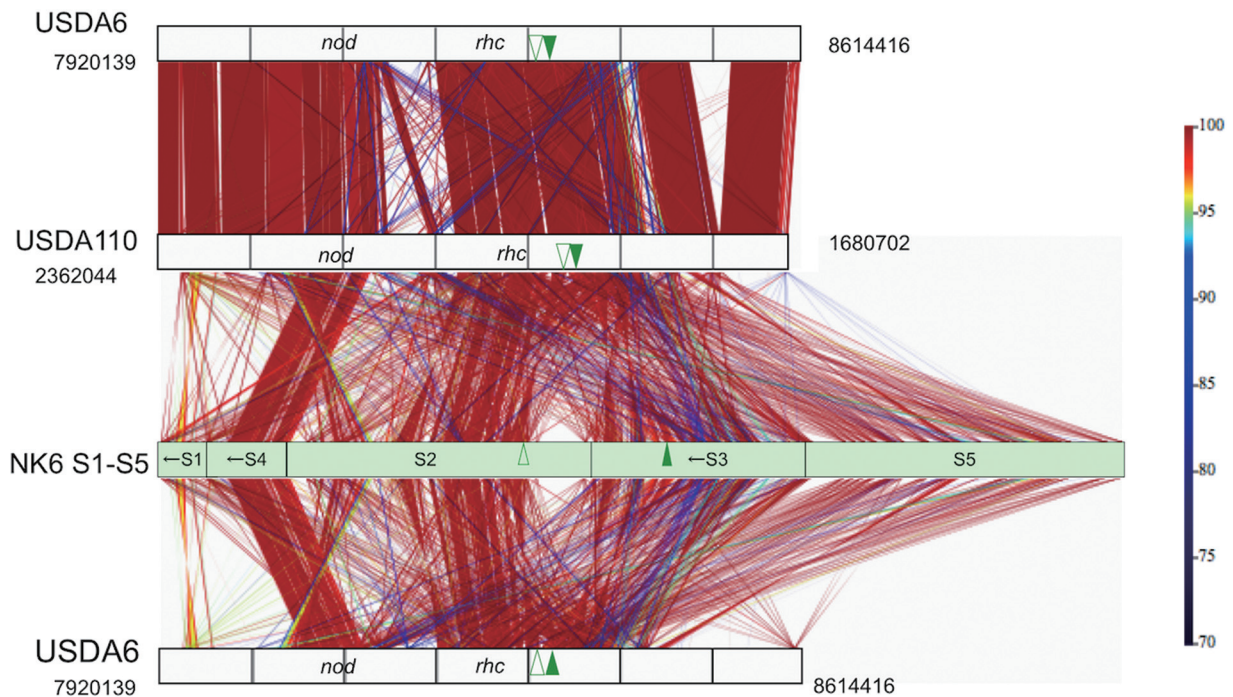 USDA6
nod
rhc
7920139
8614416
100
95
90
85
80
75
70
USDA110
nod
rhc
1680702
2362044
NK6 S1-S5
←S1
←S4
S2
←S3
S5
USDA6
nod
rhc
7920139
8614416